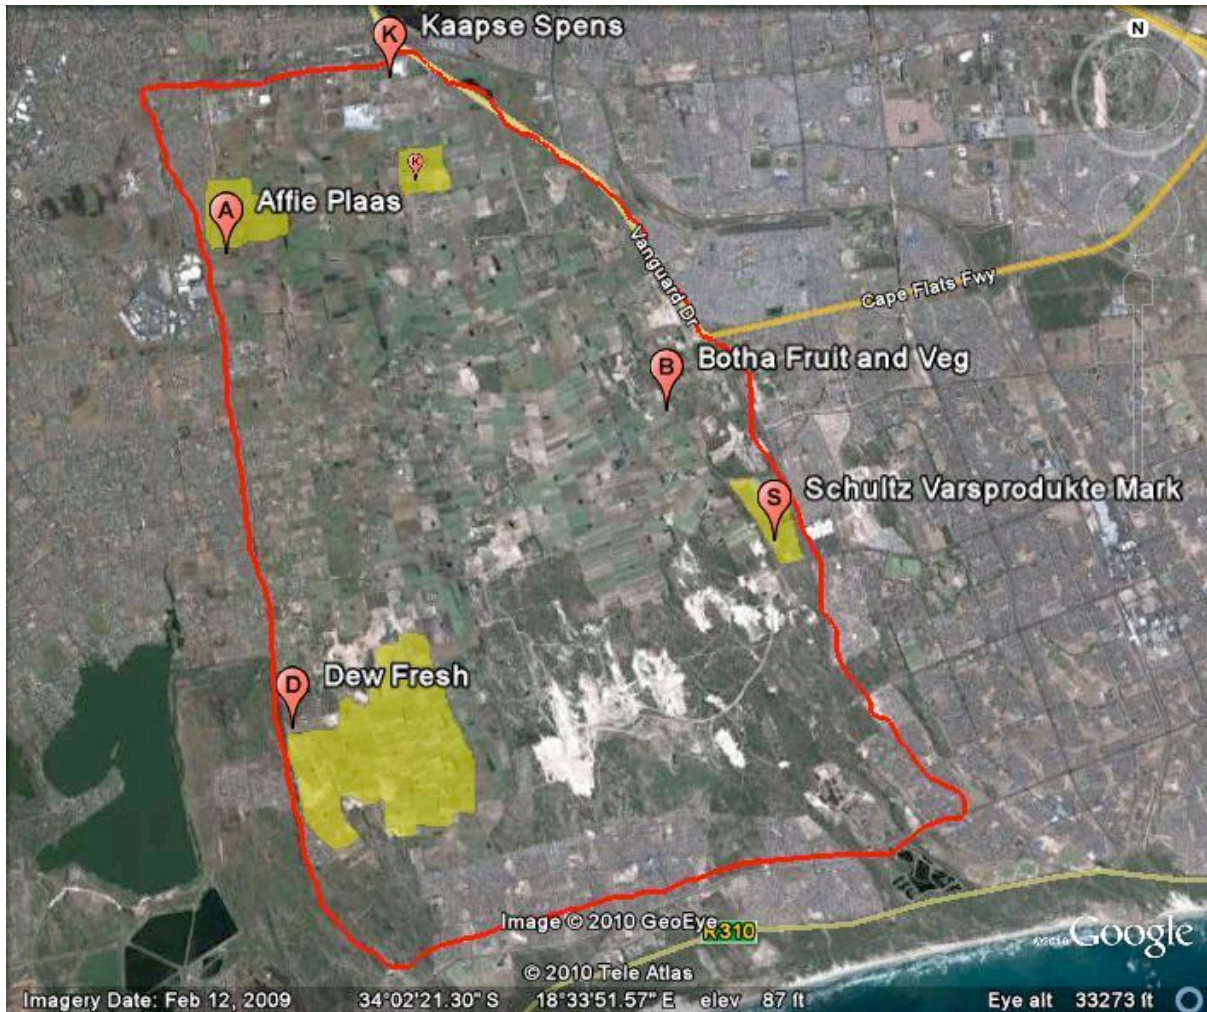 K Kaapse Spens
N
K
A Affie Plaas
Vanguard Dr
Cape Flats Fwy
B Botha Fruit and Veg
S Schultz Varsprodukte Mark
D Dew Fresh
Image © 2010 GeoEye
R310
©2010 Google
© 2010 Tele Atlas
Imagery Date: Feb 12, 2009 34°02'21.30" S 18°33'51.57" E elev 87 ft Eye alt 33273 ft